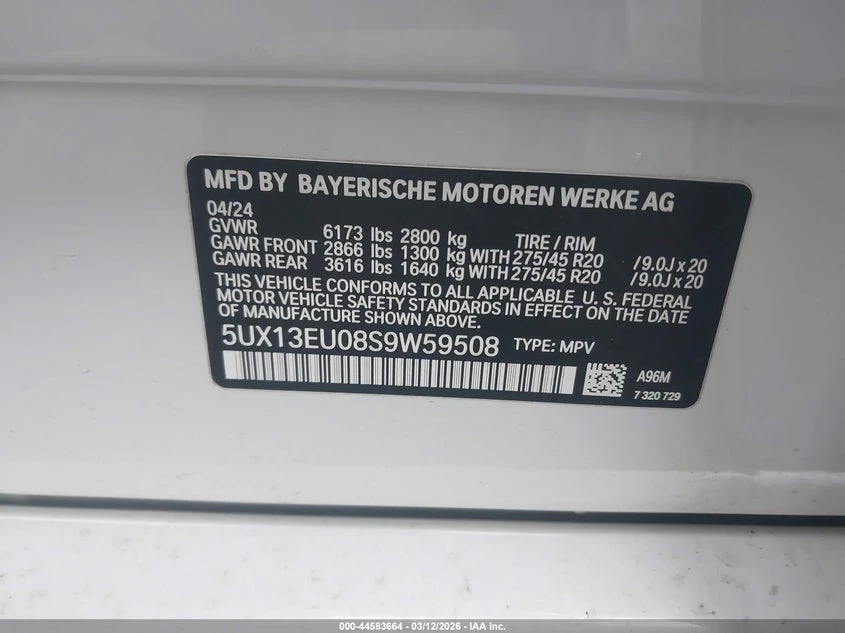 MFD BY BAYERISCHE MOTOREN WERKE AG
04/24
GVWR 6173 lbs 2800 kg TIRE / RIM
GAWR FRONT 2866 lbs 1300 kg WITH 275/45 R20 /9.0J x 20
GAWR REAR 3616 lbs 1640 kg WITH 275/45 R20 /9.0J x 20
THIS VEHICLE CONFORMS TO ALL APPLICABLE U. S. FEDERAL
MOTOR VEHICLE SAFETY STANDARDS IN EFFECT ON THE DATE
OF MANUFACTURE SHOWN ABOVE.
5UX13EU08S9W59508 TYPE: MPV
A96M
7 320 729
000-44583664 | 03/12/2026 - IAA Inc.